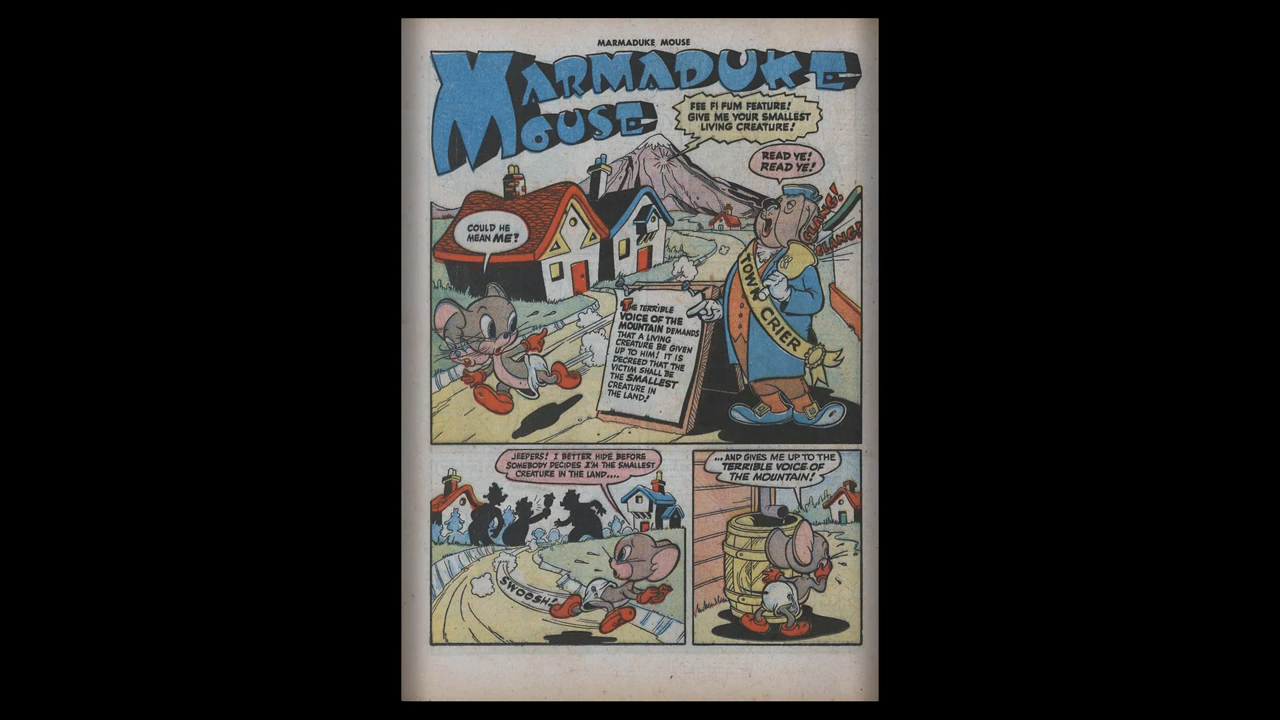 MARMADUKE MOUSE
MARMADUKE
MOUSE
FEE FI FUM FEATURE!
GIVE ME YOUR SMALLEST
LIVING CREATURE!
READ YE!
READ YE!
CLANG!
CLANG!
COULD HE
MEAN ME?
TOWN CRIER
THE TERRIBLE
VOICE OF THE
MOUNTAIN DEMANDS
THAT A LIVING
CREATURE BE GIVEN
UP TO HIM! IT IS
DECREED THAT THE
VICTIM SHALL BE
THE SMALLEST
CREATURE IN
THE LAND!
JEEPERS! I BETTER HIDE BEFORE
SOMEBODY DECIDES I'M THE SMALLEST
CREATURE IN THE LAND....
SWOOSH!
...AND GIVES ME UP TO THE
TERRIBLE VOICE OF
THE MOUNTAIN!